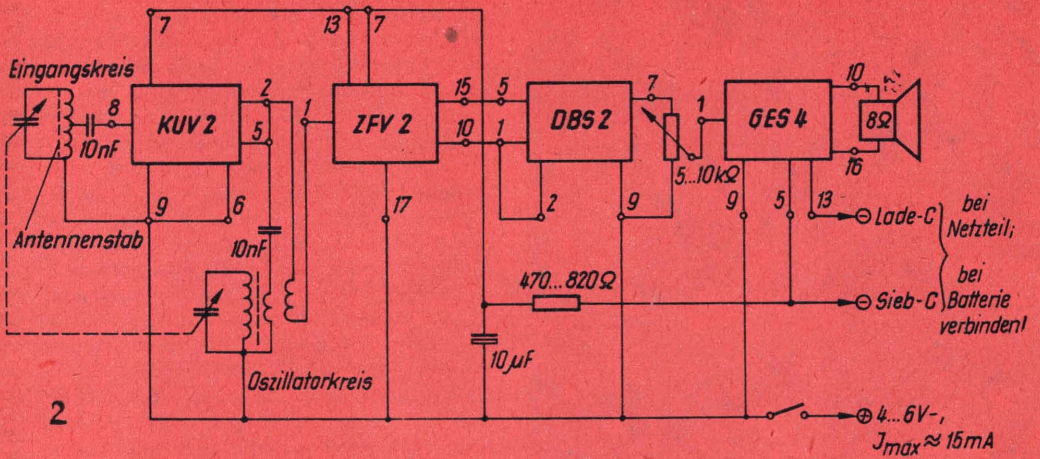 7
13
7
Eingangskreis
8
10nF
KUV 2
2
5
1
ZFV 2
15
5
10
1
DBS 2
7
1
GES 4
10
8Ω
16
5...10kΩ
9
6
17
2
9
9
5
13
Antennenstab
10nF
⊖ Lade-C
bei
Netzteil;
470...820Ω
⊖ Sieb-C
bei
Batterie
verbinden!
10µF
Oszillatorkreis
2
⊕ 4...6V-,
Jmax ≈ 15mA